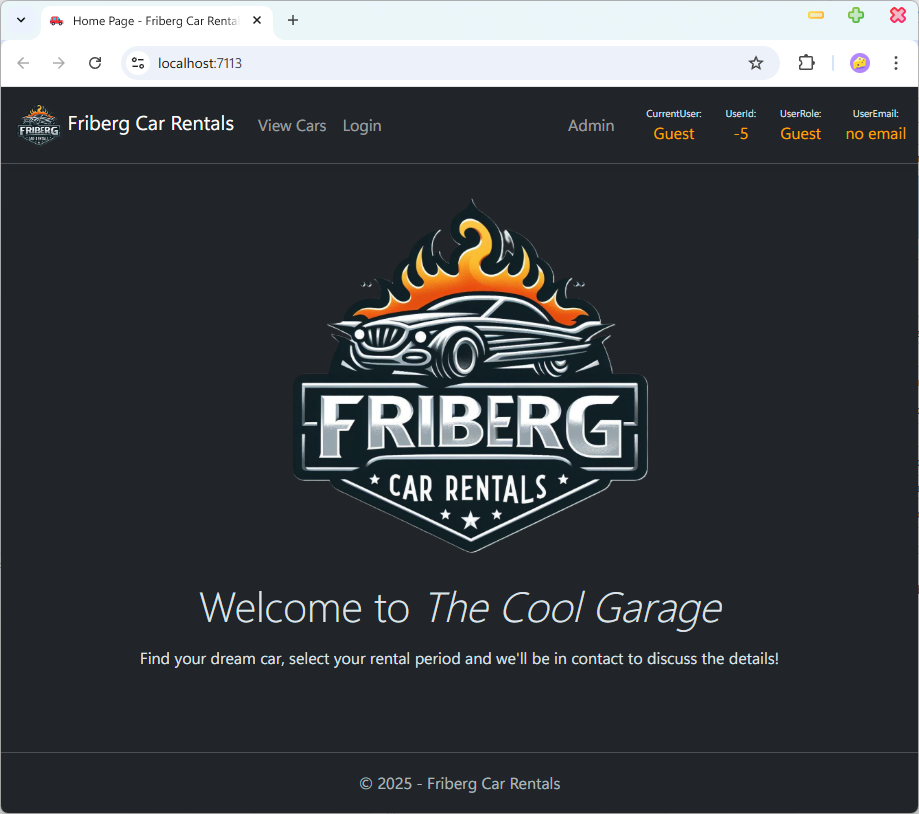 Home Page - Friberg Car Renta
localhost:7113
FRIBERG
CAR RENTALS
Friberg Car Rentals
View Cars
Login
Admin
CurrentUser:
Guest
UserId:
-5
UserRole:
Guest
UserEmail:
no email
FRIBERG
CAR RENTALS
Welcome to The Cool Garage
Find your dream car, select your rental period and we'll be in contact to discuss the details!
© 2025 - Friberg Car Rentals